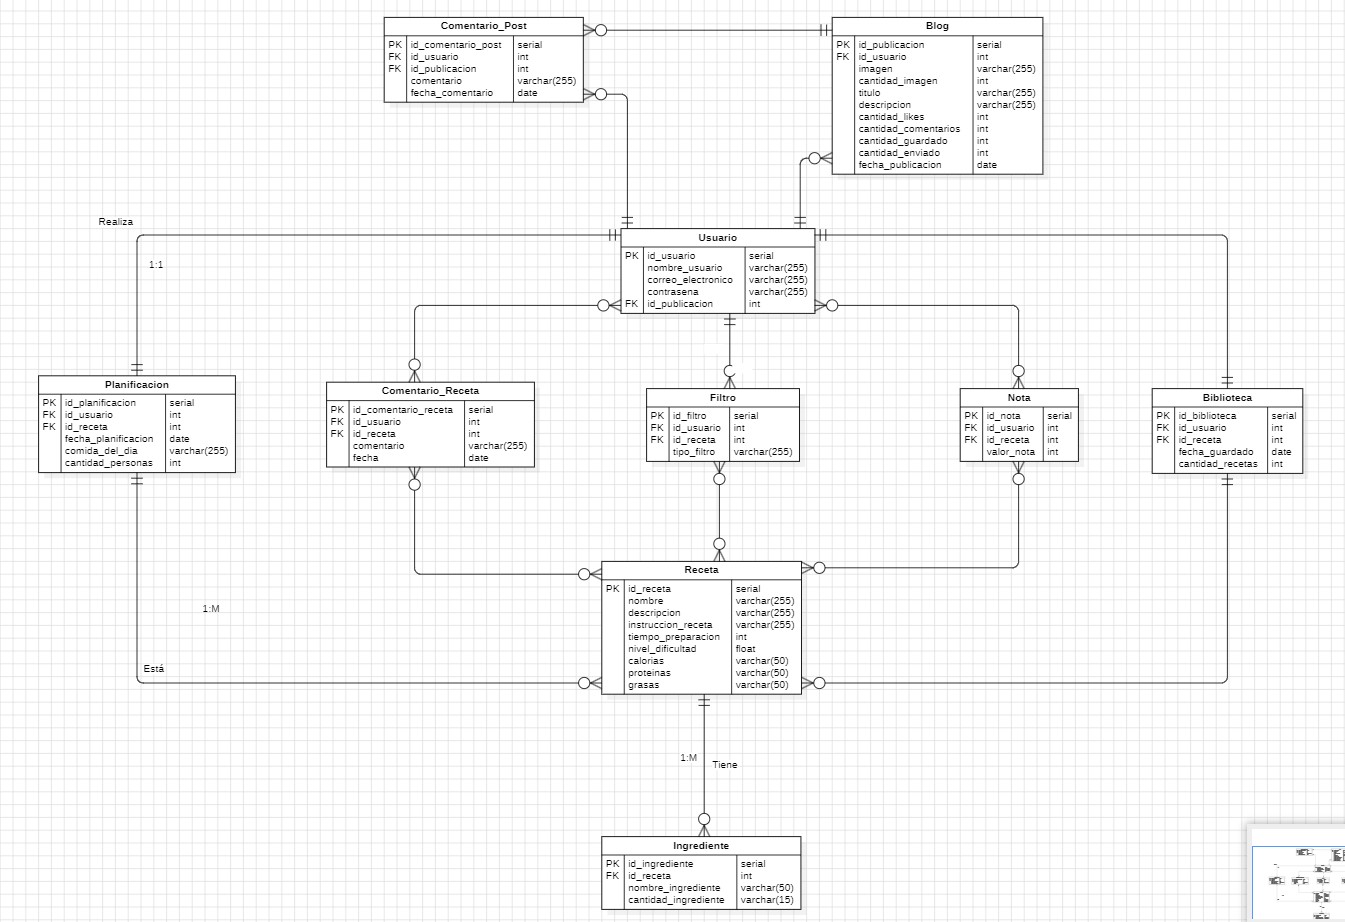 Comentario_Post
PK id_comentario_post serial
FK id_usuario int
FK id_publicacion int
comentario varchar(255)
fecha_comentario date
Blog
PK id_publicacion serial
FK id_usuario int
imagen varchar(255)
cantidad_imagen int
titulo varchar(255)
descripcion varchar(255)
cantidad_likes int
cantidad_comentarios int
cantidad_guardado int
cantidad_enviado int
fecha_publicacion date
Realiza
1:1
Usuario
PK id_usuario serial
nombre_usuario varchar(255)
correo_electronico varchar(255)
contrasena varchar(255)
FK id_publicacion int
Planificacion
PK id_planificacion serial
FK id_usuario int
FK id_receta int
fecha_planificacion date
comida_del_dia varchar(255)
cantidad_personas int
Comentario_Receta
PK id_comentario_receta serial
FK id_usuario int
FK id_receta int
comentario varchar(255)
fecha date
Filtro
PK id_filtro serial
FK id_usuario int
FK id_receta int
tipo_filtro varchar(255)
Nota
PK id_nota serial
FK id_usuario int
FK id_receta int
valor_nota int
Biblioteca
PK id_biblioteca serial
FK id_usuario int
FK id_receta int
fecha_guardado date
cantidad_recetas int
1:M
Está
Receta
PK id_receta serial
nombre varchar(255)
descripcion varchar(255)
instruccion_receta varchar(255)
tiempo_preparacion int
nivel_dificultad float
calorias varchar(50)
proteinas varchar(50)
grasas varchar(50)
1:M
Tiene
Ingrediente
PK id_ingrediente serial
FK id_receta int
nombre_ingrediente varchar(50)
cantidad_ingrediente varchar(15)